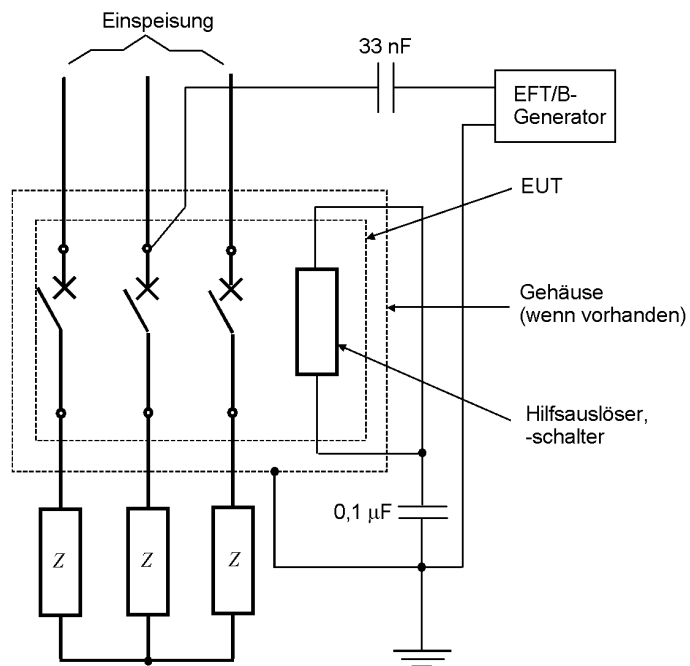 Einspeisung
33 nF
EFT/B-
Generator
EUT
Gehäuse
(wenn vorhanden)
Hilfsauslöser,
-schalter
0,1 μF
Z
Z
Z